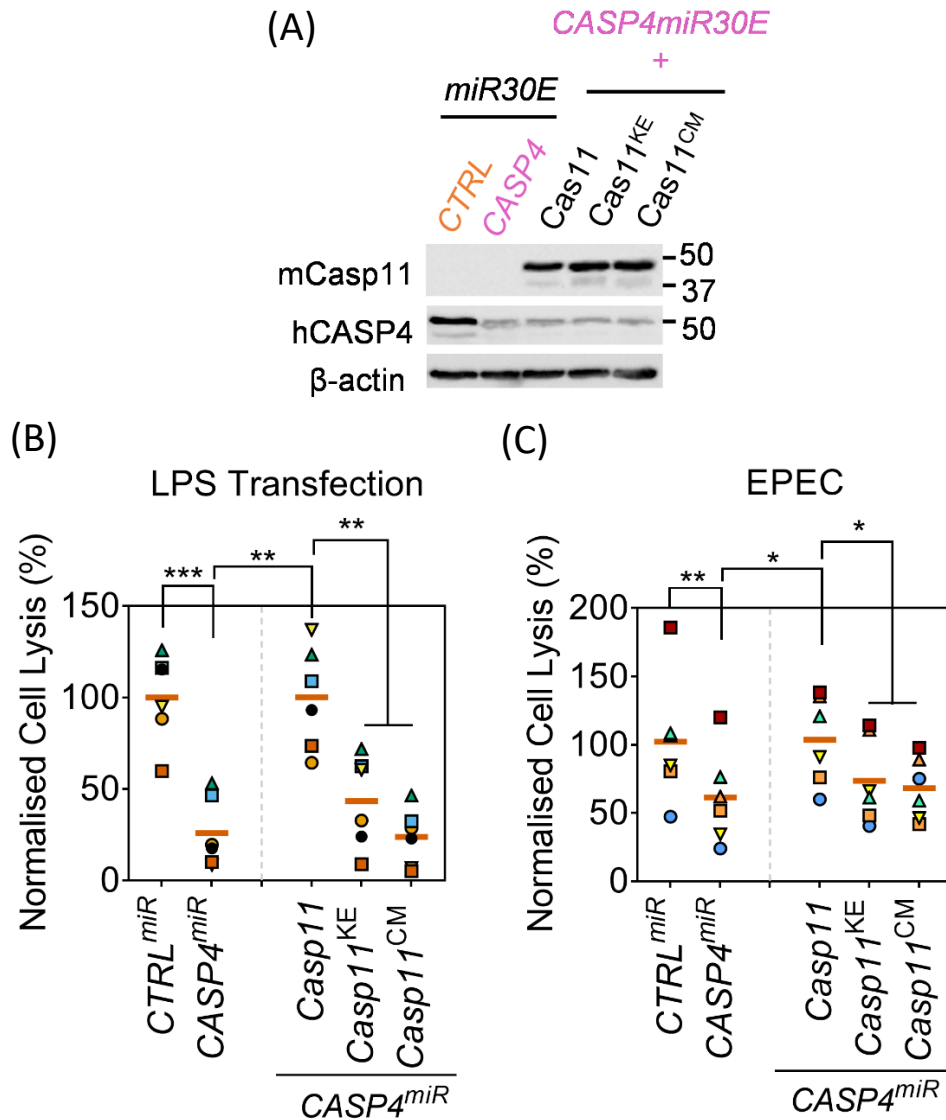 (A)
CASP4miR30E
+
miR30E
CTRL
CASP4
Cas11
Cas11KE
Cas11CM
mCasp11
50
37
hCASP4
50
β-actin
(B)
LPS Transfection
**
**
***
Normalised Cell Lysis (%)
150
100
50
0
CTRLmiR
CASP4miR
Casp11
Casp11KE
Casp11CM
CASP4miR
(C)
EPEC
*
*
**
Normalised Cell Lysis (%)
200
150
100
50
0
CTRLmiR
CASP4miR
Casp11
Casp11KE
Casp11CM
CASP4miR